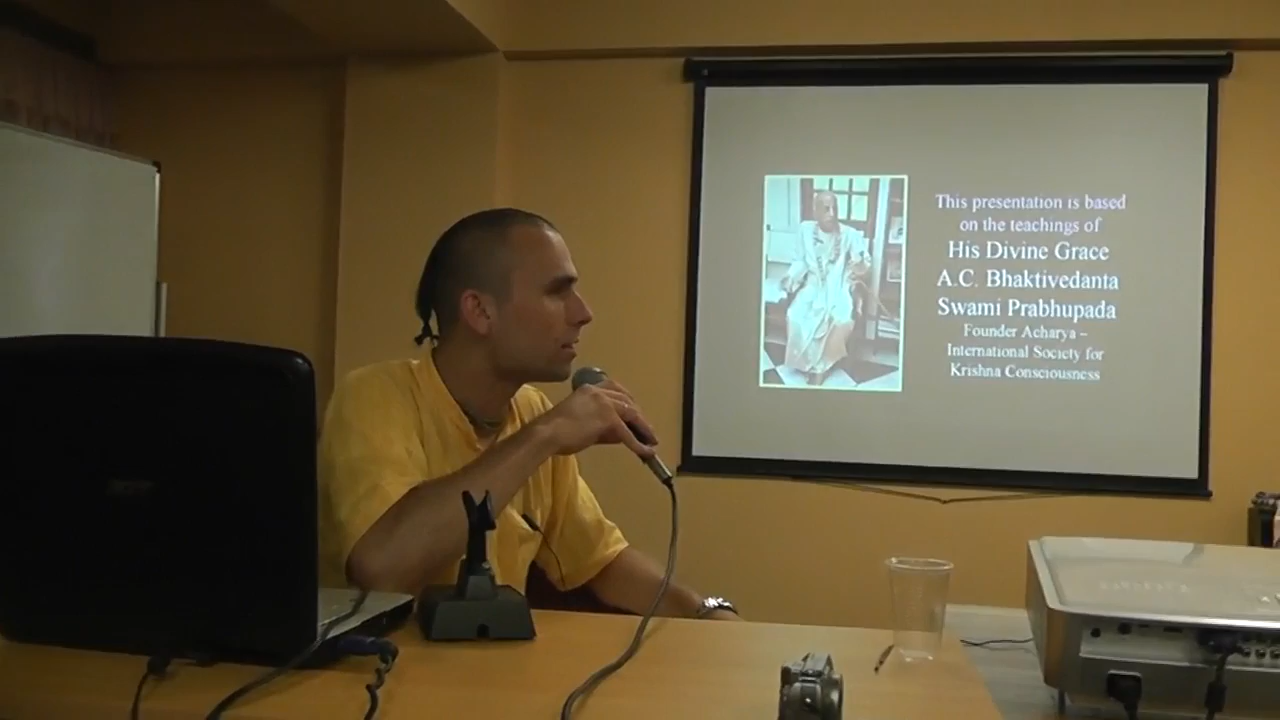 This presentation is based
on the teachings of
His Divine Grace
A.C. Bhaktivedanta
Swami Prabhupada
Founder Acharya –
International Society for
Krishna Consciousness